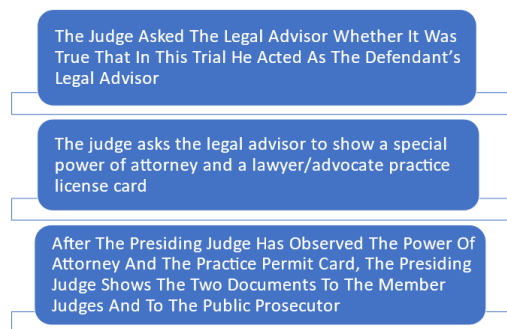 The Judge Asked The Legal Advisor Whether It Was
True That In This Trial He Acted As The Defendant's
Legal Advisor
The judge asks the legal advisor to show a special
power of attorney and a lawyer/advocate practice
license card
After The Presiding Judge Has Observed The Power Of
Attorney And The Practice Permit Card, The Presiding
Judge Shows The Two Documents To The Member
Judges And To The Public Prosecutor